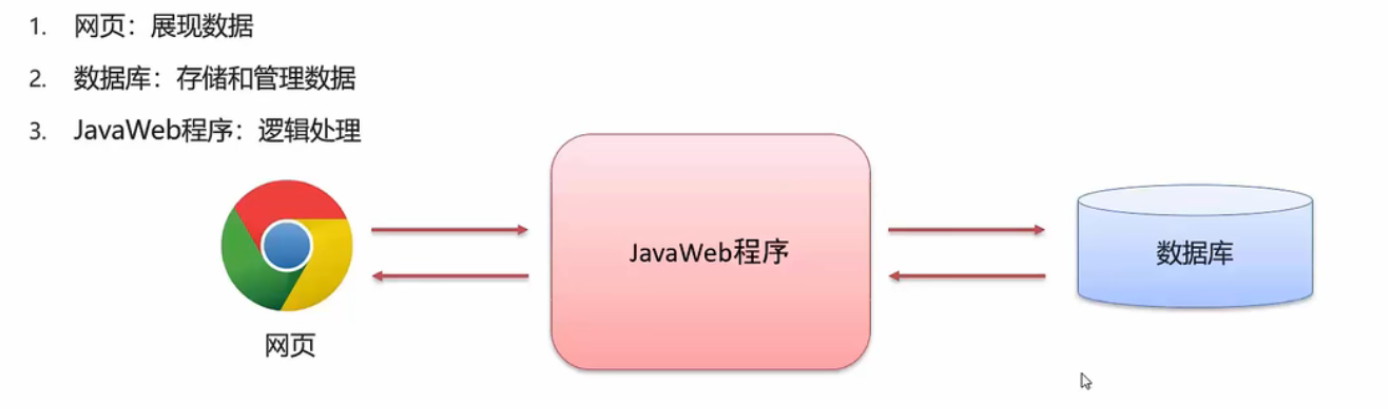 1. 网页：展现数据
2. 数据库：存储和管理数据
3. JavaWeb程序：逻辑处理
JavaWeb程序
数据库
网页